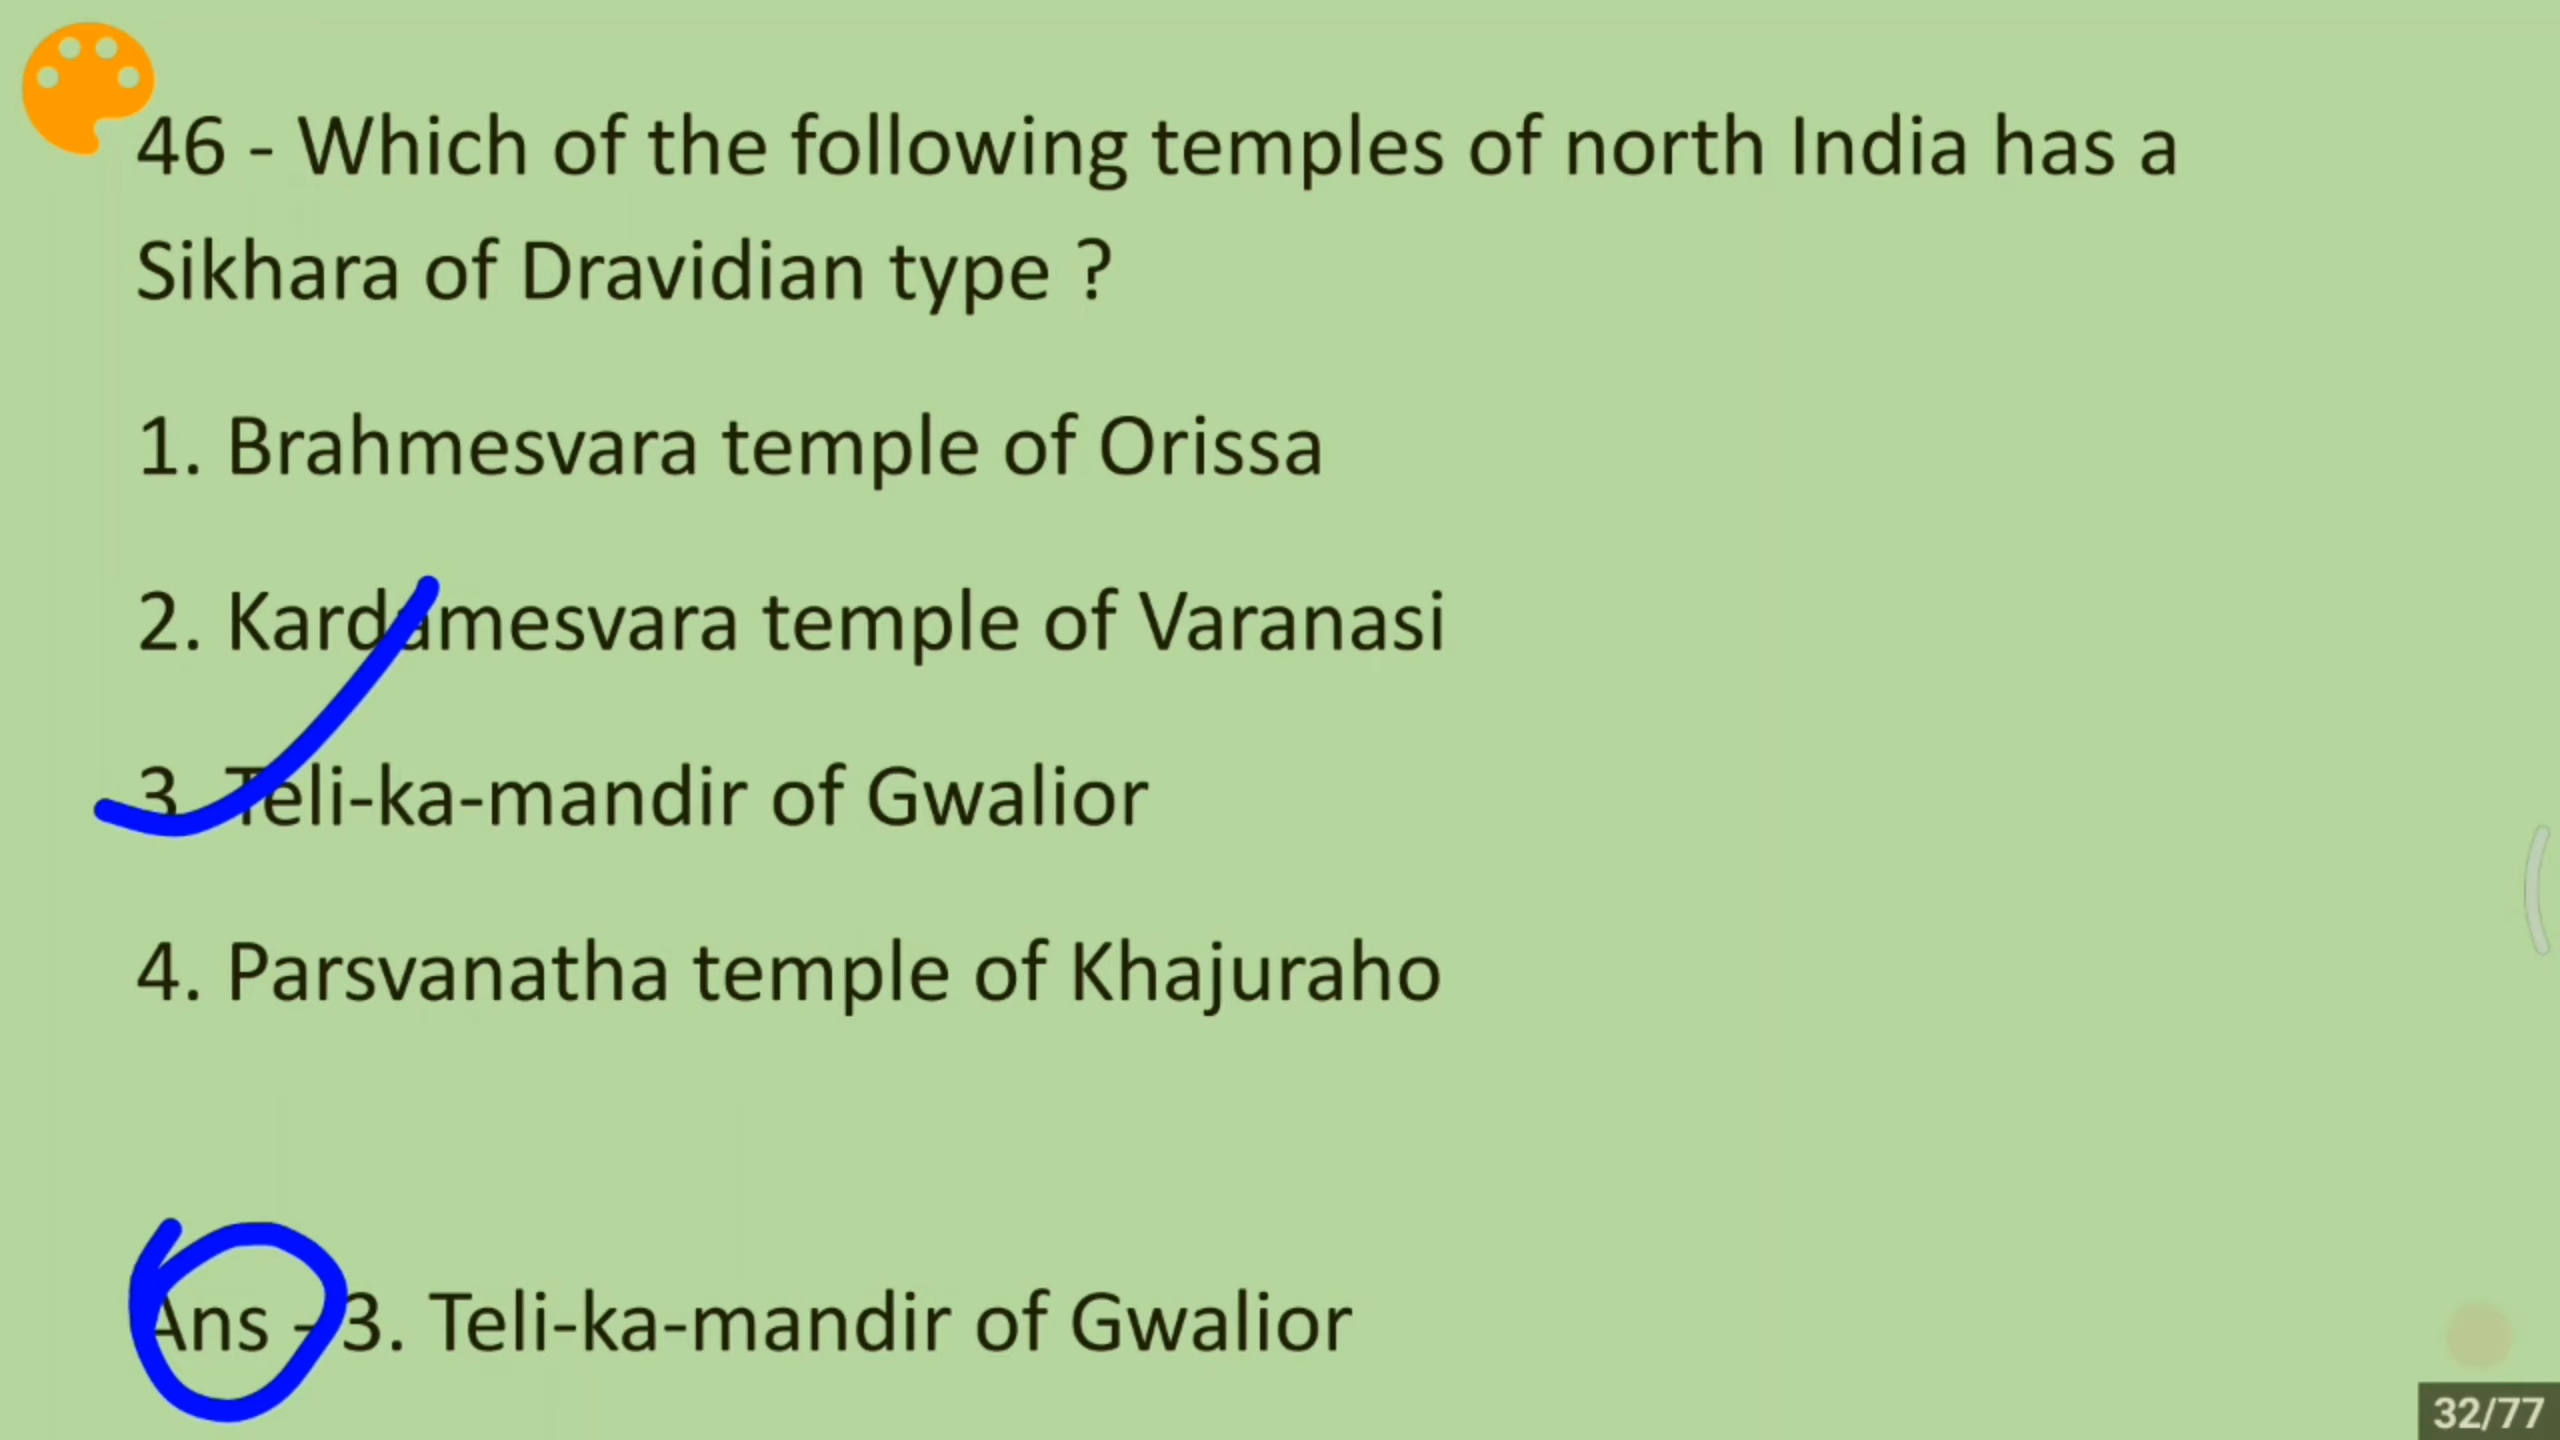 46 - Which of the following temples of north India has a
Sikhara of Dravidian type ?
1. Brahmesvara temple of Orissa
2. Kardamesvara temple of Varanasi
3. Teli-ka-mandir of Gwalior
4. Parsvanatha temple of Khajuraho
Ans - 3. Teli-ka-mandir of Gwalior
32/77